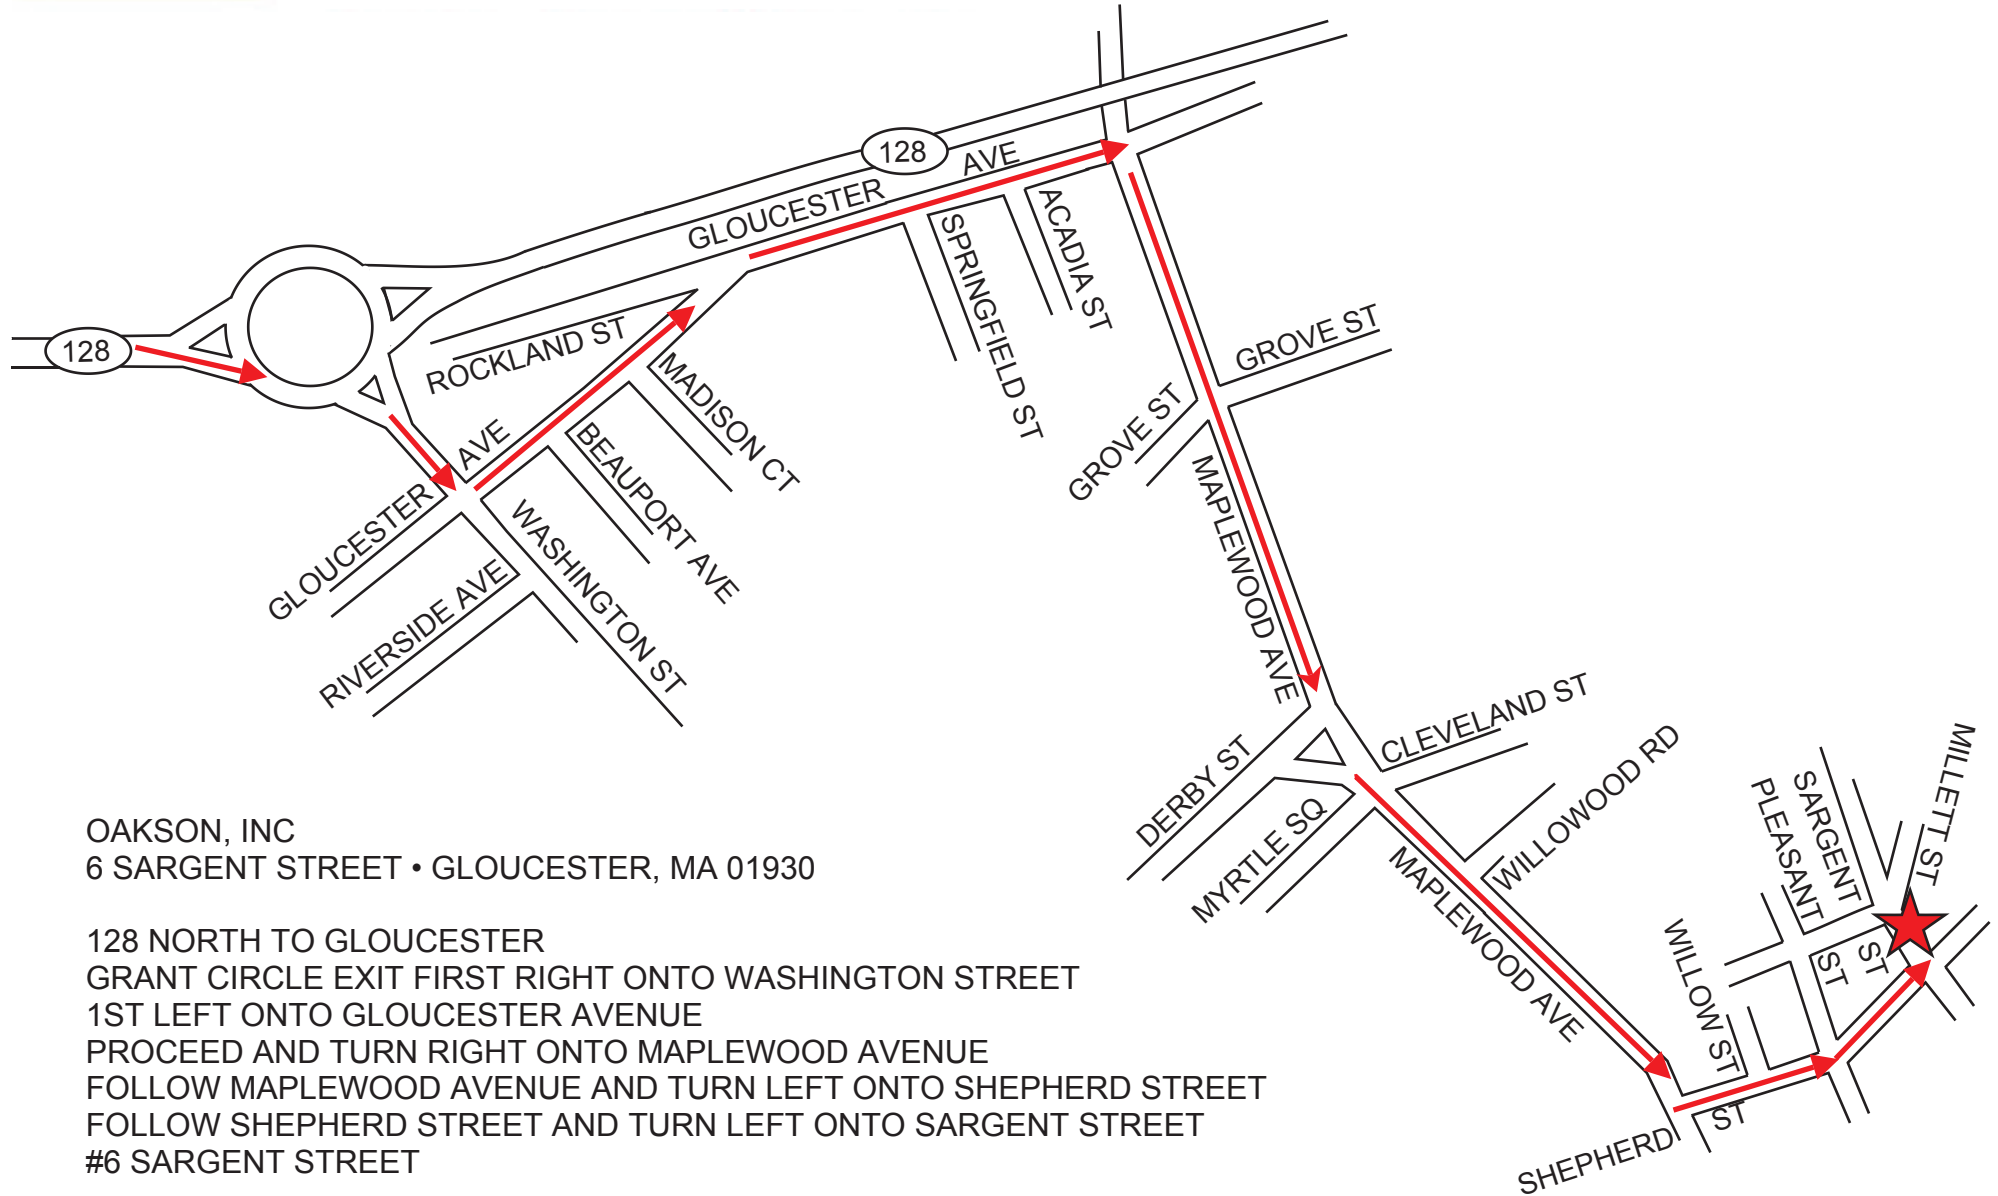 128
GLOUCESTER AVE
128
ROCKLAND ST
GLOUCESTER AVE
MADISON CT
BEAUPORT AVE
WASHINGTON ST
RIVERSIDE AVE
SPRINGFIELD ST
ACADIA ST
GROVE ST
GROVE ST
MAPLEWOOD AVE
DERBY ST
MYRTLE SQ
CLEVELAND ST
WILLOWOOD RD
MAPLEWOOD AVE
SHEPHERD ST
WILLOW ST
PLEASANT ST
SARGENT ST
MILLETT ST
OAKSON, INC
6 SARGENT STREET • GLOUCESTER, MA 01930
128 NORTH TO GLOUCESTER
GRANT CIRCLE EXIT FIRST RIGHT ONTO WASHINGTON STREET
1ST LEFT ONTO GLOUCESTER AVENUE
PROCEED AND TURN RIGHT ONTO MAPLEWOOD AVENUE
FOLLOW MAPLEWOOD AVENUE AND TURN LEFT ONTO SHEPHERD STREET
FOLLOW SHEPHERD STREET AND TURN LEFT ONTO SARGENT STREET
#6 SARGENT STREET